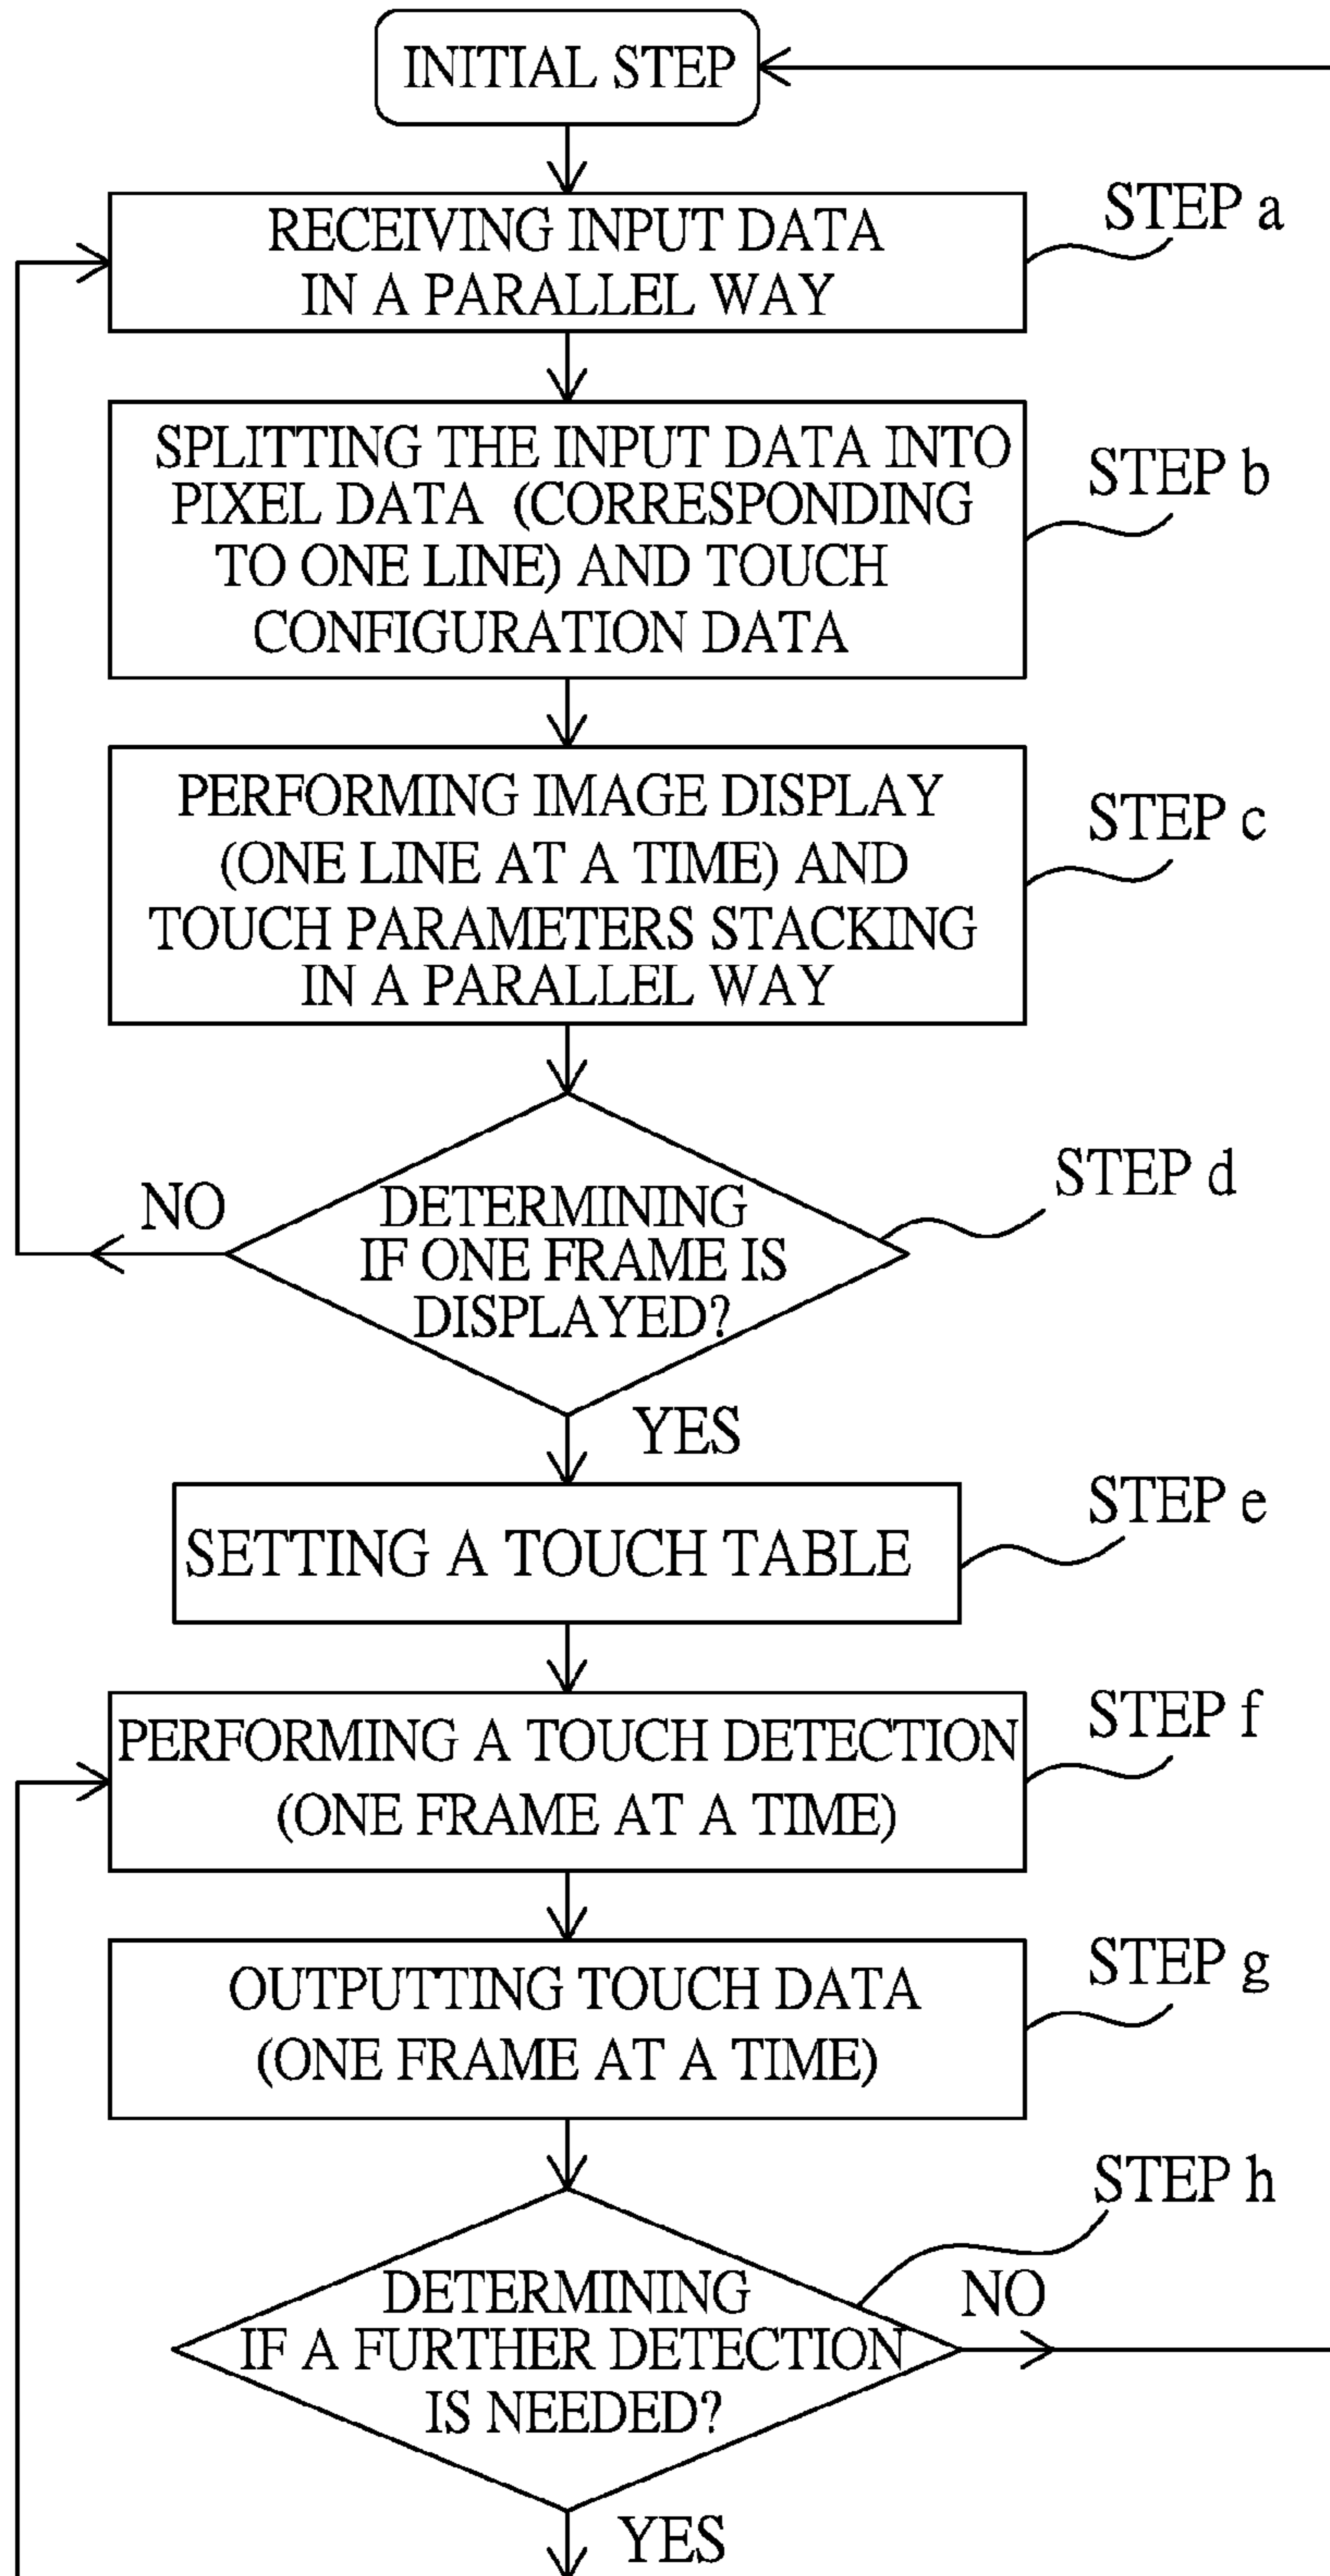 INITIAL STEP
RECEIVING INPUT DATA
IN A PARALLEL WAY
STEP a
SPLITTING THE INPUT DATA INTO
PIXEL DATA (CORRESPONDING
TO ONE LINE) AND TOUCH
CONFIGURATION DATA
STEP b
PERFORMING IMAGE DISPLAY
(ONE LINE AT A TIME) AND
TOUCH PARAMETERS STACKING
IN A PARALLEL WAY
STEP c
DETERMINING
IF ONE FRAME IS
DISPLAYED?
STEP d
NO
YES
SETTING A TOUCH TABLE
STEP e
PERFORMING A TOUCH DETECTION
(ONE FRAME AT A TIME)
STEP f
OUTPUTTING TOUCH DATA
(ONE FRAME AT A TIME)
STEP g
DETERMINING
IF A FURTHER DETECTION
IS NEEDED?
STEP h
NO
YES